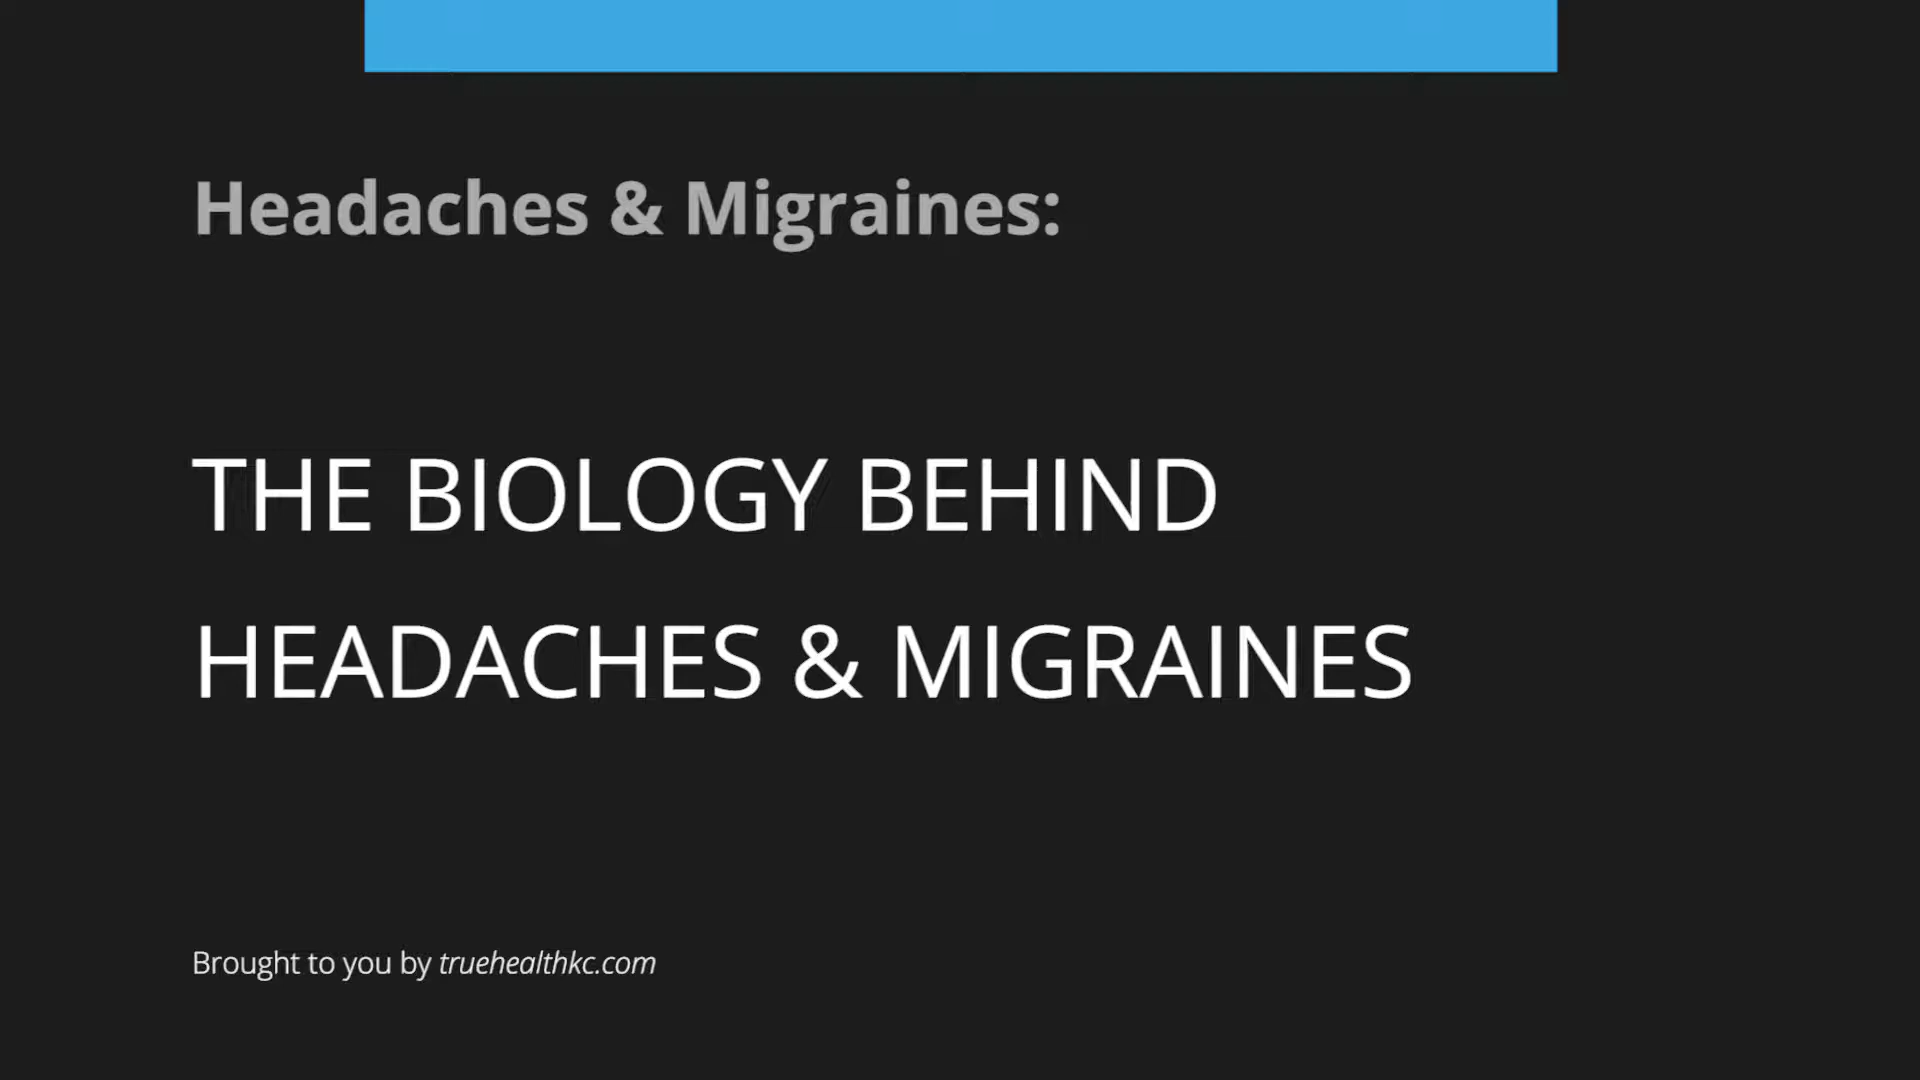 Headaches & Migraines:
THE BIOLOGY BEHIND
HEADACHES & MIGRAINES
Brought to you by truehealthkc.com